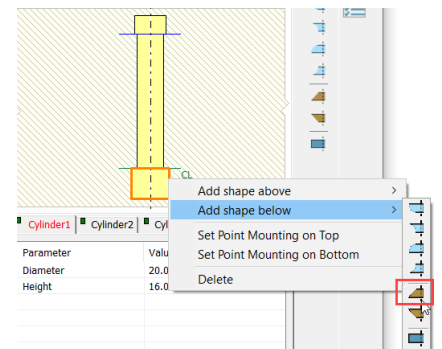 CL
Add shape above
Add shape below
Set Point Mounting on Top
Set Point Mounting on Bottom
Delete
Cylinder1 Cylinder2
Parameter
Diameter 20.0
Height 16.0